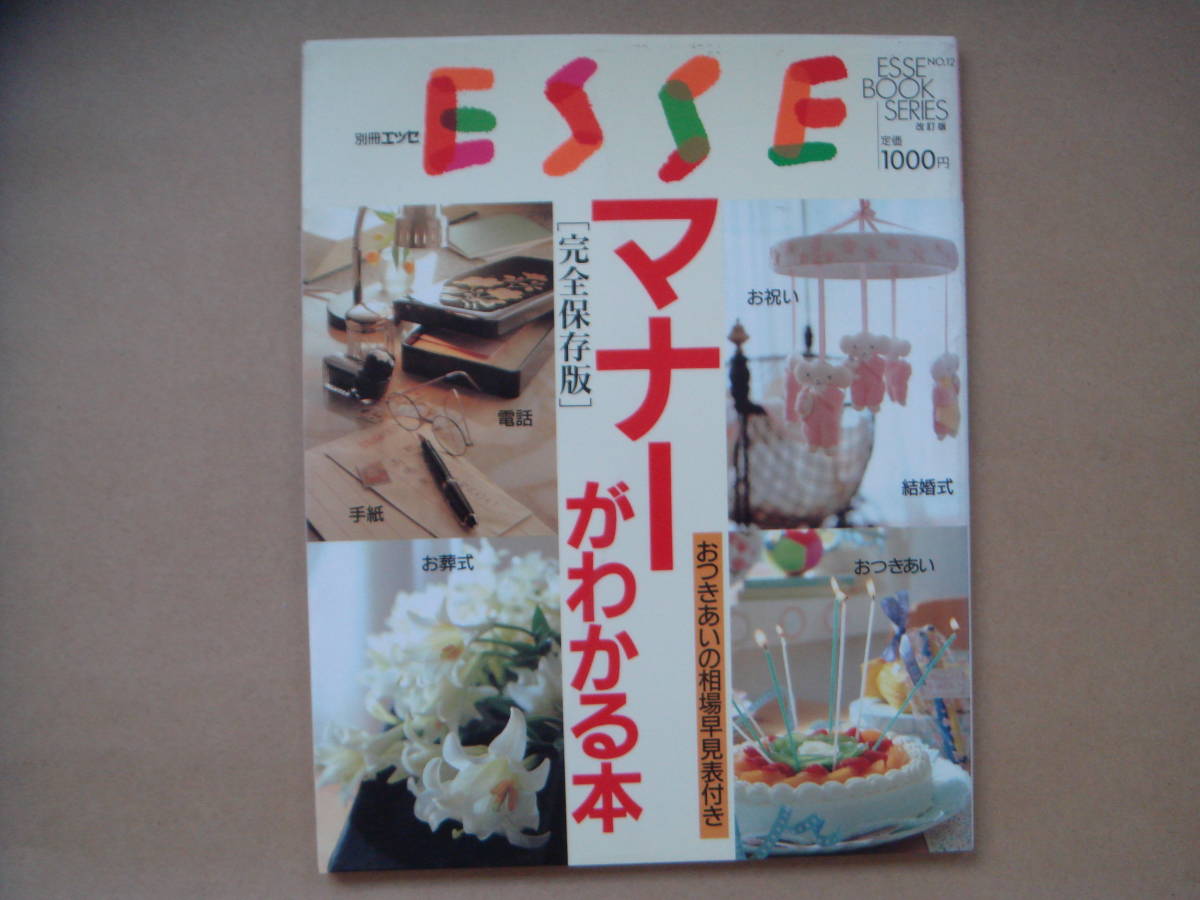 ESSE
別冊エッセ
ESSE NO.12
BOOK
SERIES
改訂版
定価
1000円
マナーがわかる本
[完全保存版]
おつきあいの相場早見表付き
電話
手紙
お祝い
結婚式
お葬式
おつきあい